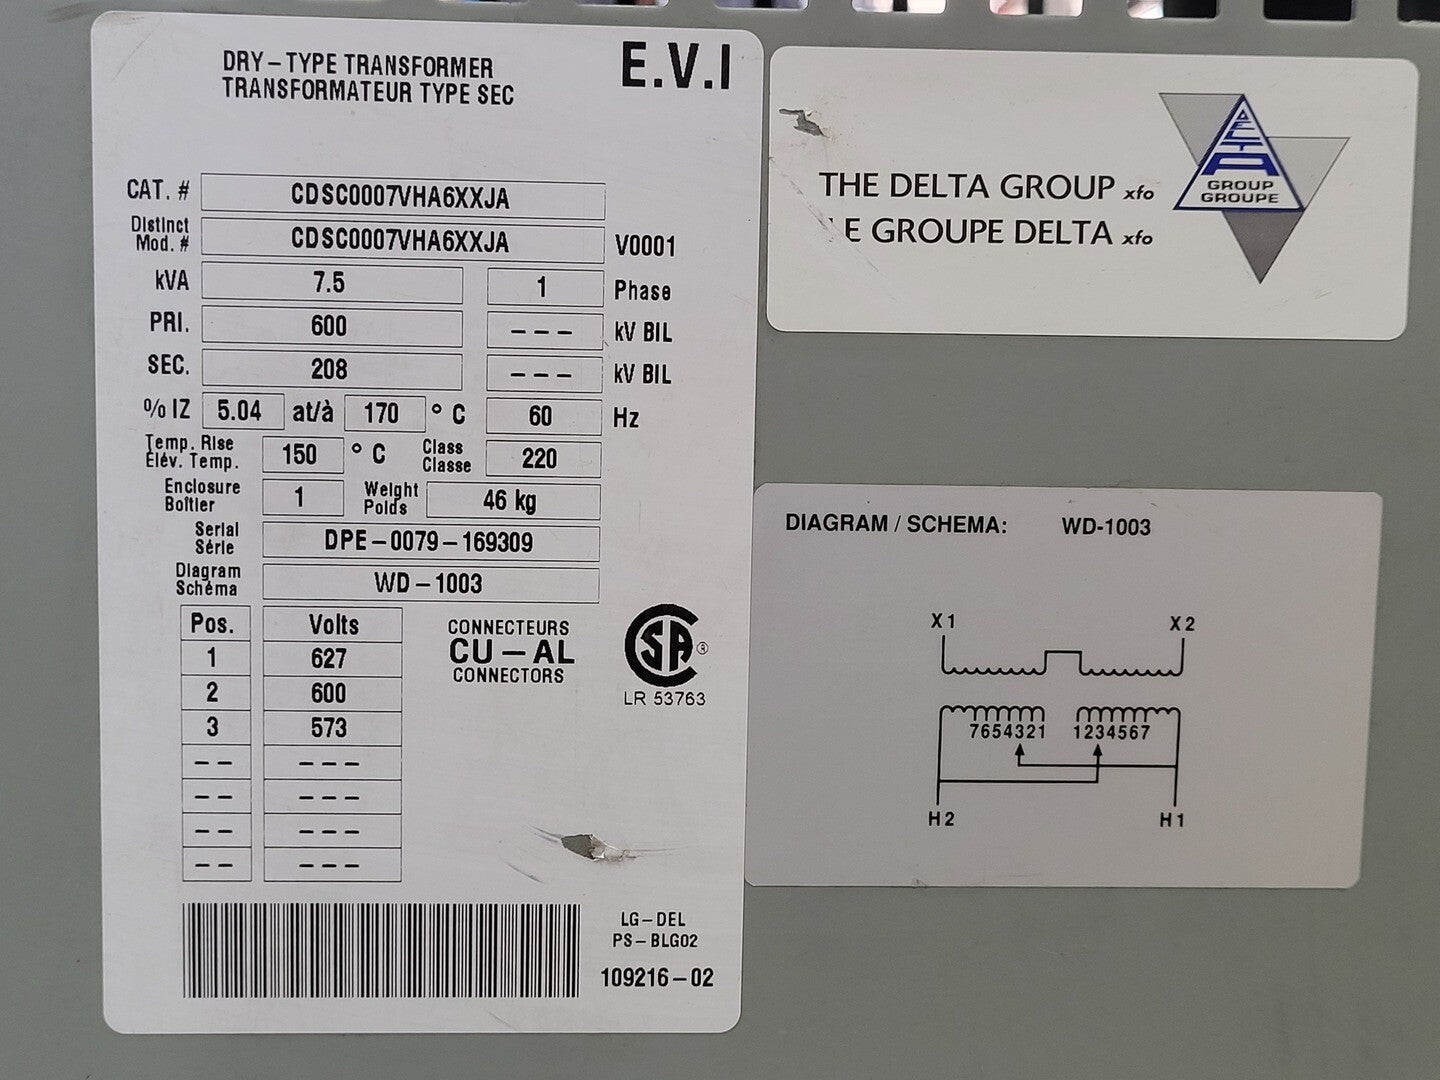 DRY-TYPE TRANSFORMER
TRANSFORMATEUR TYPE SEC
E.V.I
CAT. # CDSC0007VHA6XXJA
Distinct Mod. # CDSC0007VHA6XXJA V0001
kVA 7.5 1 Phase
PRI. 600 --- kV BIL
SEC. 208 --- kV BIL
% IZ 5.04 at/à 170 °C 60 Hz
Temp. Rise
Élév. Temp. 150 °C Class
Classe 220
Enclosure
Boîtier 1 Weight
Poids 46 kg
Serial
Série DPE-0079-169309
Diagram
Schéma WD-1003
Pos. Volts
1 627
2 600
3 573
-- ---
-- ---
-- ---
-- ---
CONNECTEURS
CU-AL
CONNECTORS
SA ®
LR 53763
LG-DEL
PS-BLG02
109216-02
THE DELTA GROUP xfo
LE GROUPE DELTA xfo
DELTA
GROUP
GROUPE
DIAGRAM / SCHEMA: WD-1003
X1 X2
7654321 1234567
H2 H1